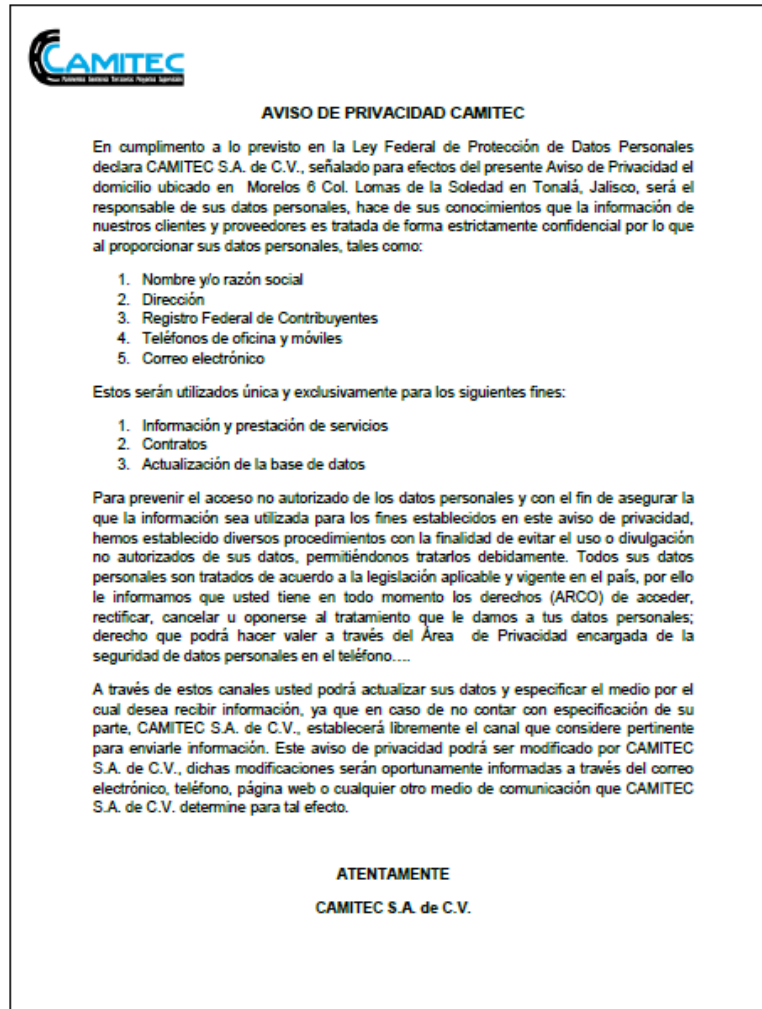 CAMITEC
Pavimentos Geotecnia Terracerías Proyectos Supervisión
AVISO DE PRIVACIDAD CAMITEC
En cumplimento a lo previsto en la Ley Federal de Protección de Datos Personales
declara CAMITEC S.A. de C.V., señalado para efectos del presente Aviso de Privacidad el
domicilio ubicado en Morelos 6 Col. Lomas de la Soledad en Tonalá, Jalisco, será el
responsable de sus datos personales, hace de sus conocimientos que la información de
nuestros clientes y proveedores es tratada de forma estrictamente confidencial por lo que
al proporcionar sus datos personales, tales como:
1. Nombre y/o razón social
2. Dirección
3. Registro Federal de Contribuyentes
4. Teléfonos de oficina y móviles
5. Correo electrónico
Estos serán utilizados única y exclusivamente para los siguientes fines:
1. Información y prestación de servicios
2. Contratos
3. Actualización de la base de datos
Para prevenir el acceso no autorizado de los datos personales y con el fin de asegurar la
que la información sea utilizada para los fines establecidos en este aviso de privacidad,
hemos establecido diversos procedimientos con la finalidad de evitar el uso o divulgación
no autorizados de sus datos, permitiéndonos tratarlos debidamente. Todos sus datos
personales son tratados de acuerdo a la legislación aplicable y vigente en el país, por ello
le informamos que usted tiene en todo momento los derechos (ARCO) de acceder,
rectificar, cancelar u oponerse al tratamiento que le damos a tus datos personales;
derecho que podrá hacer valer a través del Área de Privacidad encargada de la
seguridad de datos personales en el teléfono....
A través de estos canales usted podrá actualizar sus datos y especificar el medio por el
cual desea recibir información, ya que en caso de no contar con especificación de su
parte, CAMITEC S.A. de C.V., establecerá libremente el canal que considere pertinente
para enviarle información. Este aviso de privacidad podrá ser modificado por CAMITEC
S.A. de C.V., dichas modificaciones serán oportunamente informadas a través del correo
electrónico, teléfono, página web o cualquier otro medio de comunicación que CAMITEC
S.A. de C.V. determine para tal efecto.
ATENTAMENTE
CAMITEC S.A. de C.V.